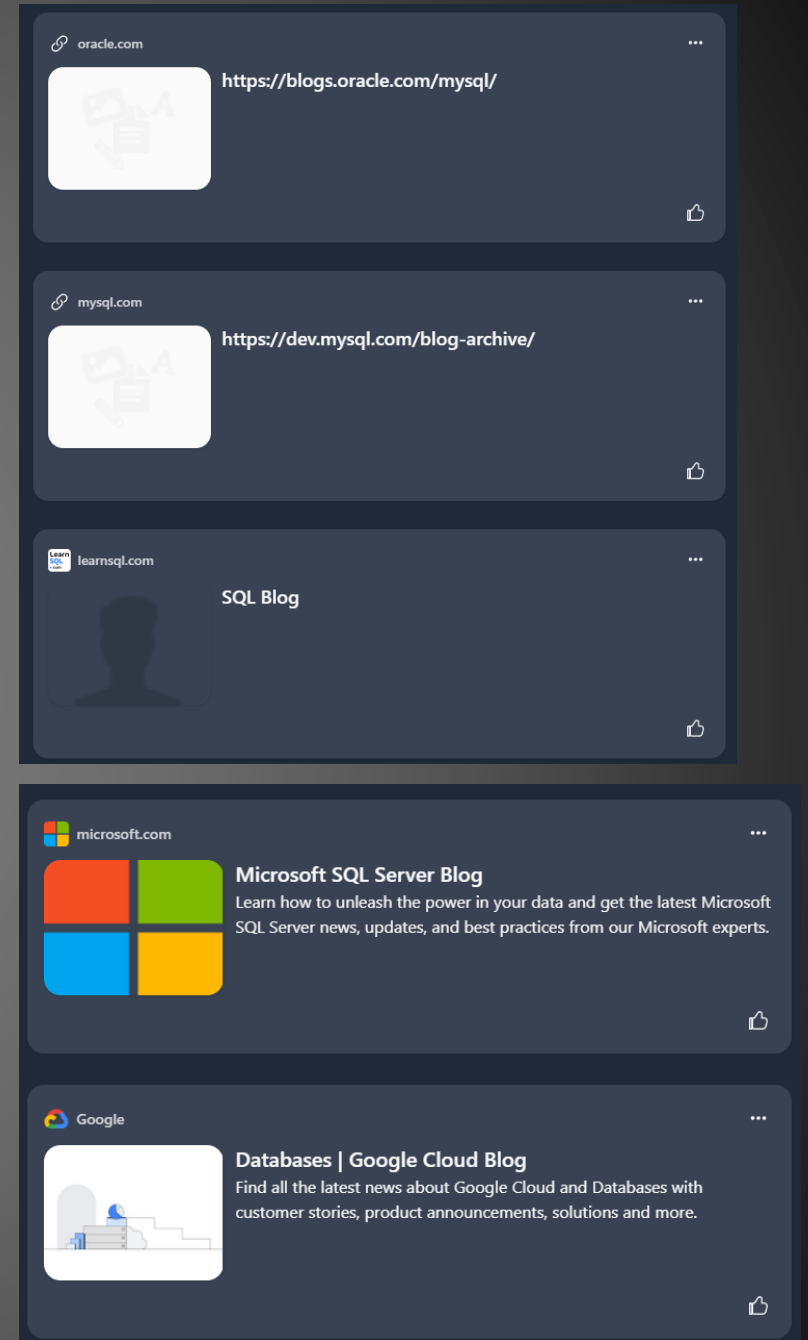 oracle.com
https://blogs.oracle.com/mysql/
mysql.com
https://dev.mysql.com/blog-archive/
Learn
SQL
.com
learnsql.com
SQL Blog
microsoft.com
Microsoft SQL Server Blog
Learn how to unleash the power in your data and get the latest Microsoft
SQL Server news, updates, and best practices from our Microsoft experts.
Google
Databases | Google Cloud Blog
Find all the latest news about Google Cloud and Databases with
customer stories, product announcements, solutions and more.